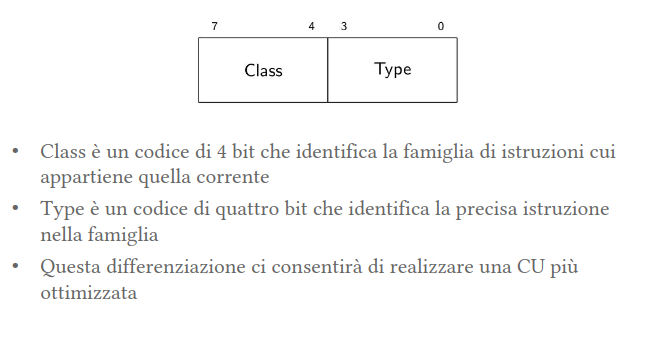 7 4 3 0
Class Type
• Class è un codice di 4 bit che identifica la famiglia di istruzioni cui
appartiene quella corrente
• Type è un codice di quattro bit che identifica la precisa istruzione
nella famiglia
• Questa differenziazione ci consentirà di realizzare una CU più
ottimizzata